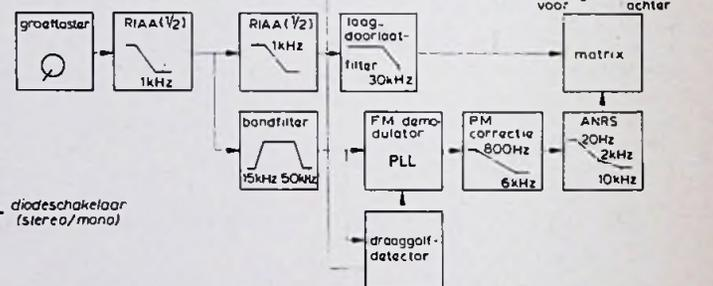 voor achter
groeftaster
RIAA(1/2)
1kHz
RIAA(1/2)
1kHz
laag-
doorlaat-
filter
30kHz
matrix
bandfilter
15kHz 50kHz
FM demo-
dulator
PLL
PM
correctie
800Hz
6kHz
ANRS
20Hz
2kHz
10kHz
diodeschakelaar
(stereo/mono)
draaggolf-
detector